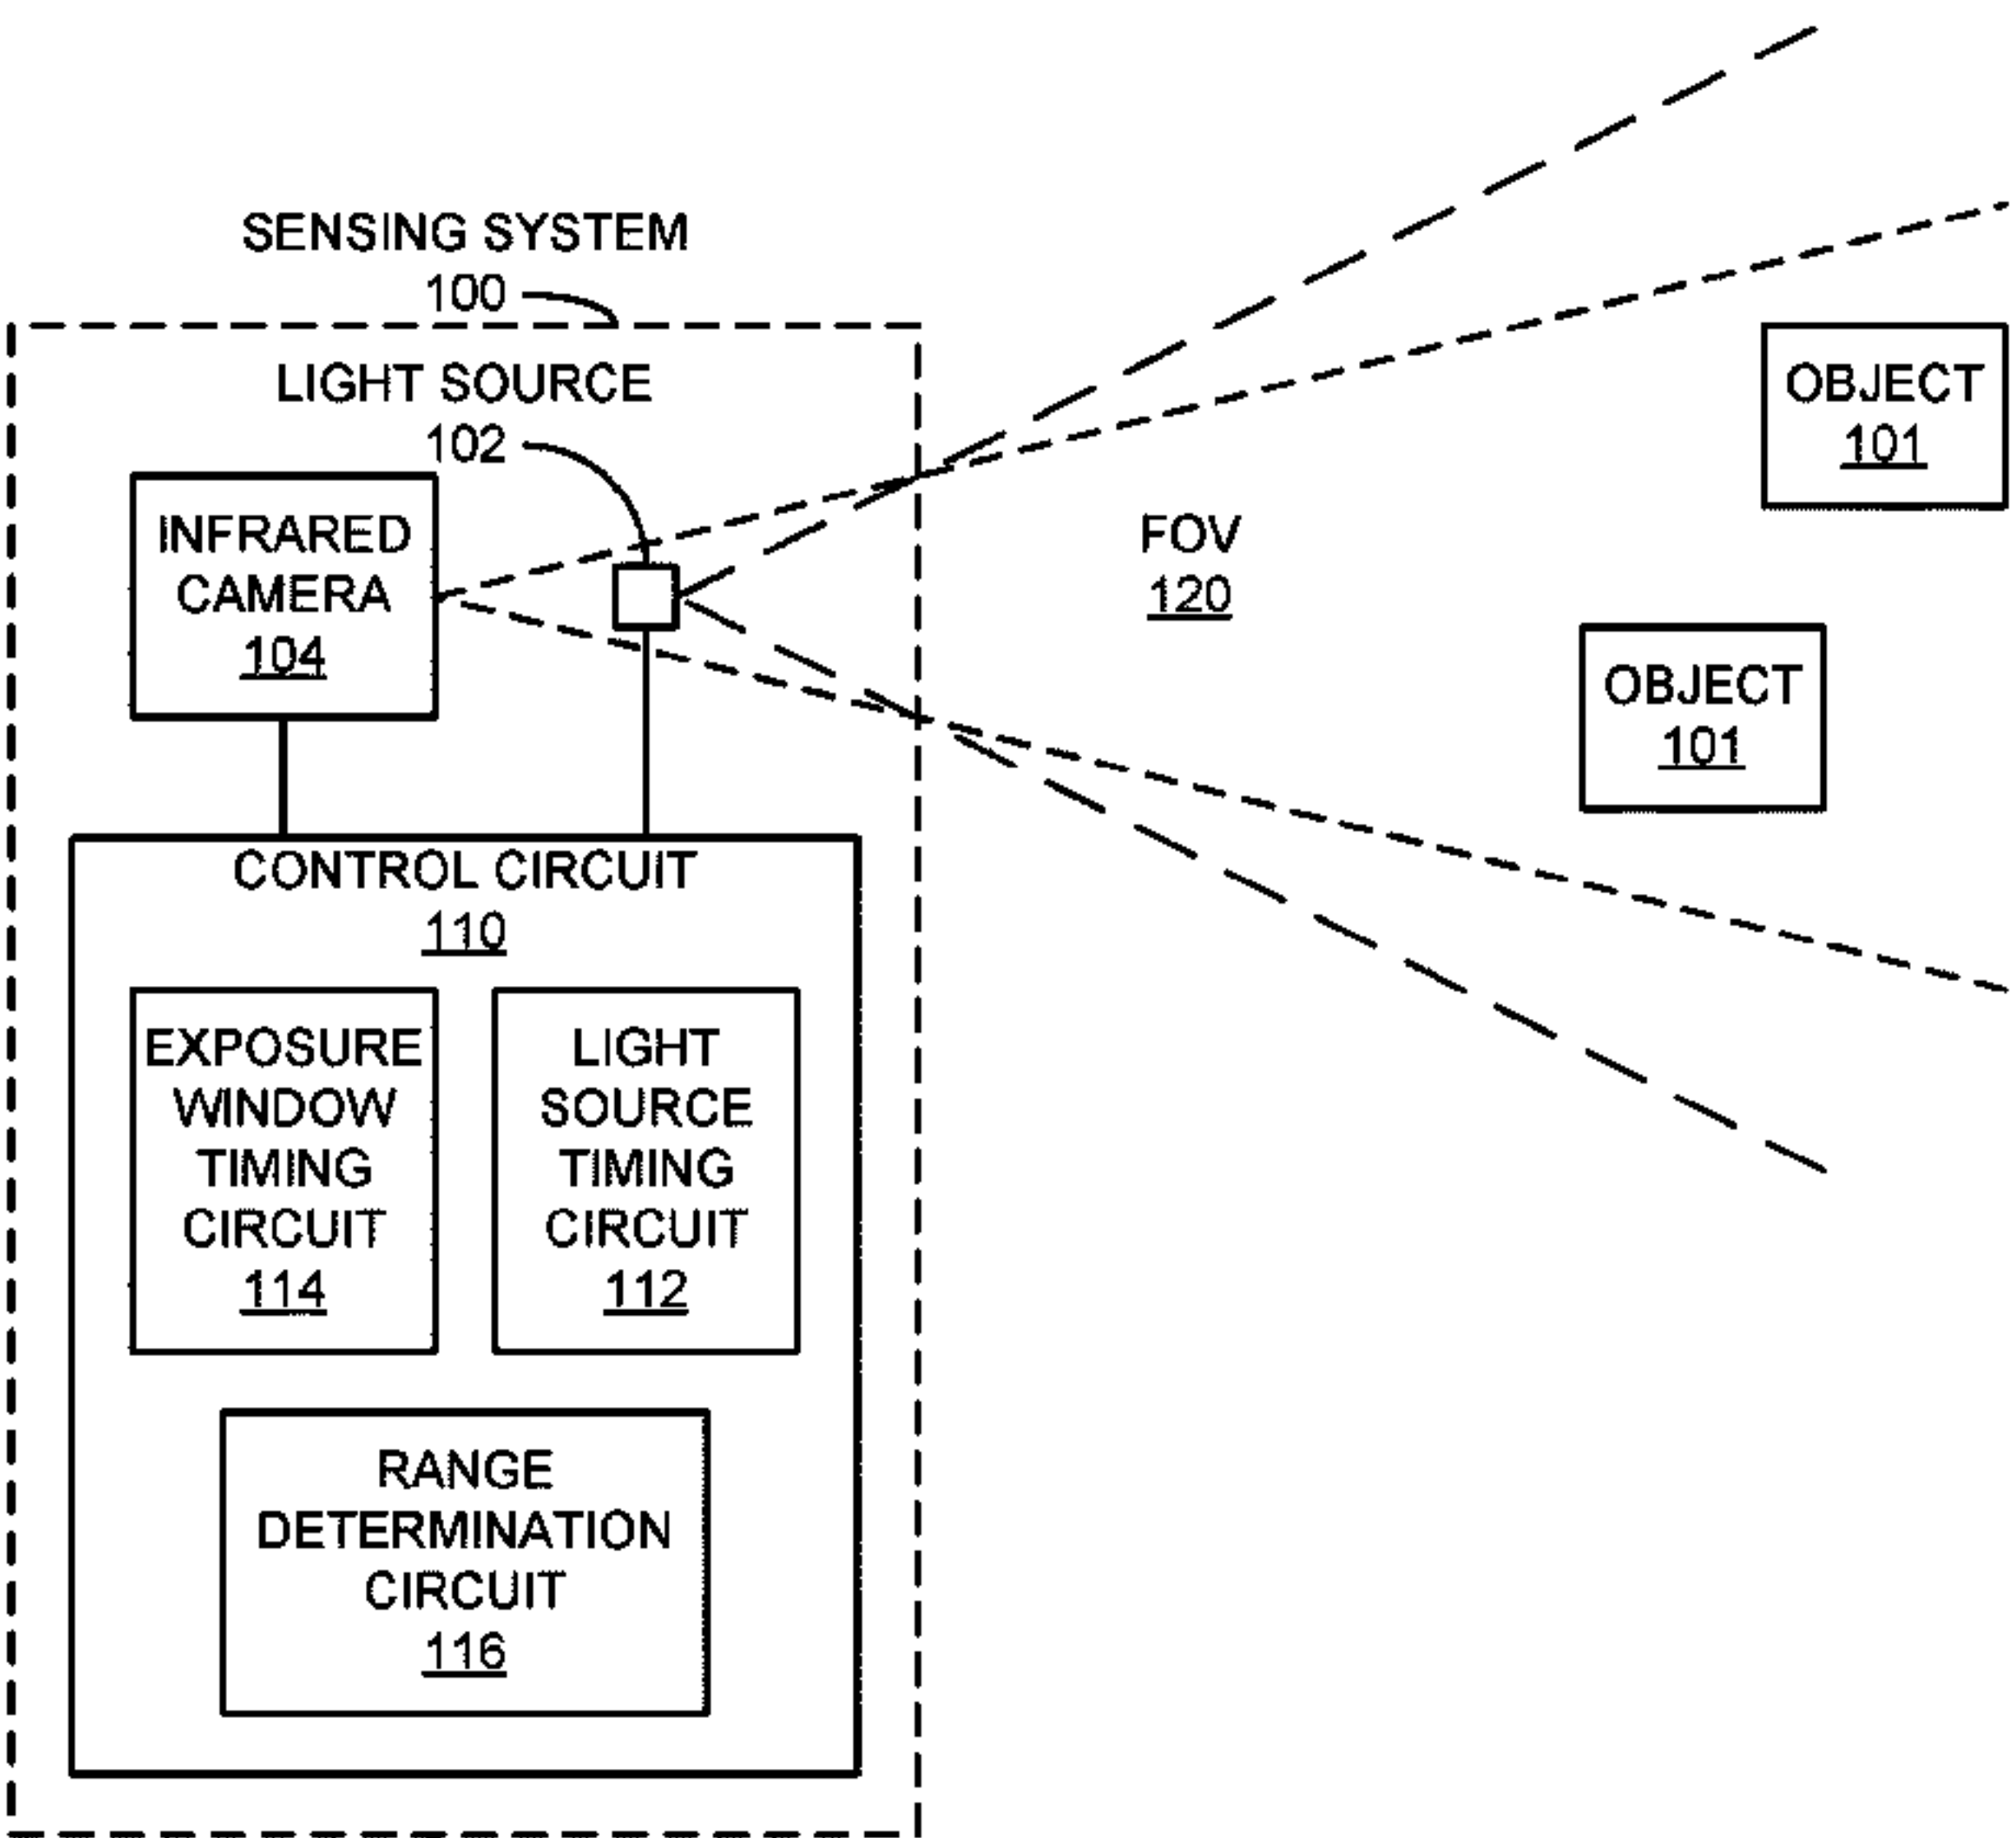 SENSING SYSTEM
100
LIGHT SOURCE
102
INFRARED
CAMERA
104
FOV
120
OBJECT
101
OBJECT
101
CONTROL CIRCUIT
110
EXPOSURE
WINDOW
TIMING
CIRCUIT
114
LIGHT
SOURCE
TIMING
CIRCUIT
112
RANGE
DETERMINATION
CIRCUIT
116